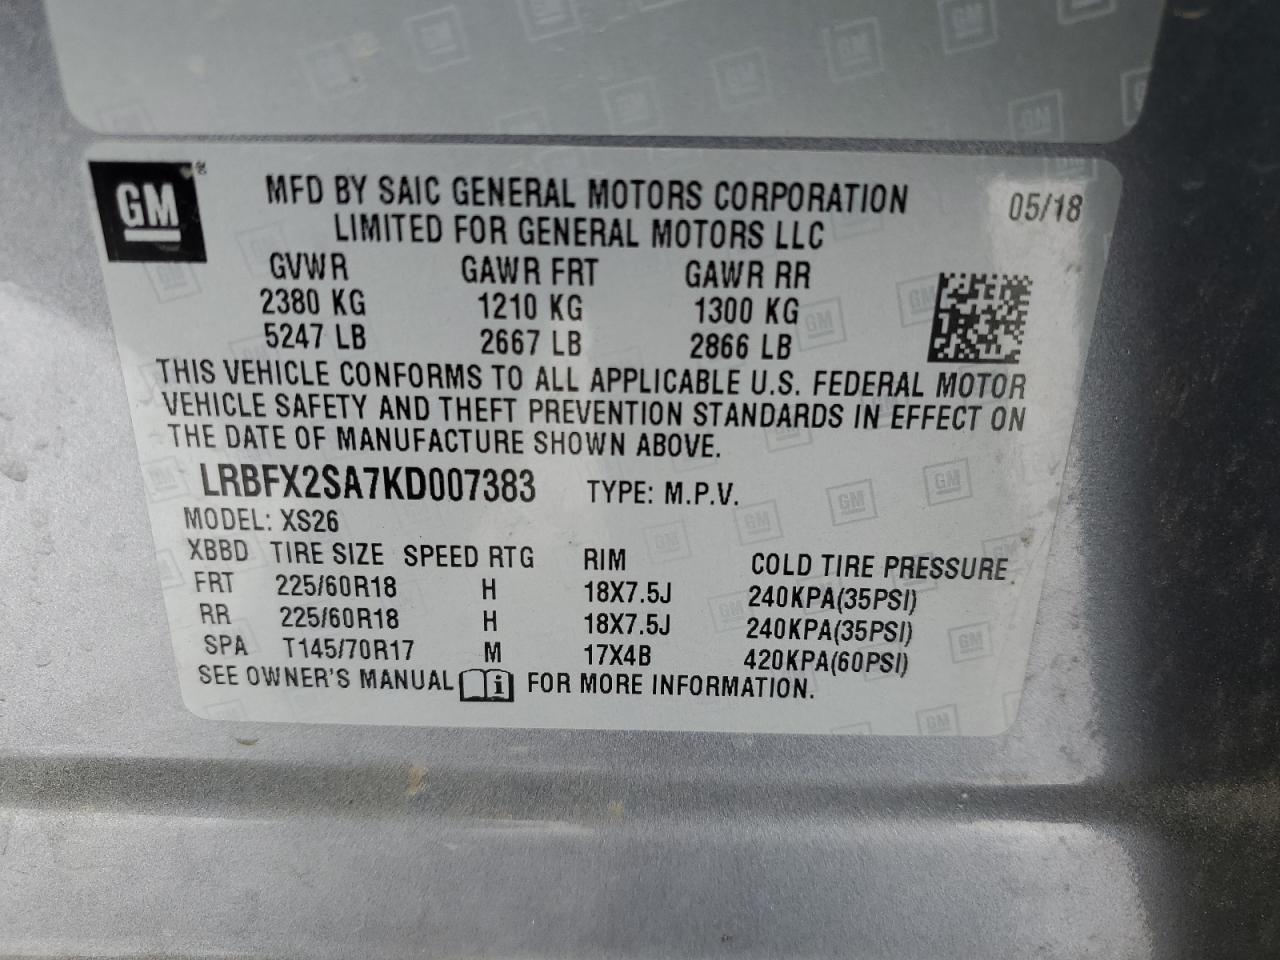 GM®
MFD BY SAIC GENERAL MOTORS CORPORATION
LIMITED FOR GENERAL MOTORS LLC
05/18
GVWR GAWR FRT GAWR RR
2380 KG 1210 KG 1300 KG
5247 LB 2667 LB 2866 LB
THIS VEHICLE CONFORMS TO ALL APPLICABLE U.S. FEDERAL MOTOR
VEHICLE SAFETY AND THEFT PREVENTION STANDARDS IN EFFECT ON
THE DATE OF MANUFACTURE SHOWN ABOVE.
LRBFX2SA7KD007383 TYPE: M.P.V.
MODEL: XS26
XBBD TIRE SIZE SPEED RTG RIM COLD TIRE PRESSURE
FRT 225/60R18 H 18X7.5J 240KPA(35PSI)
RR 225/60R18 H 18X7.5J 240KPA(35PSI)
SPA T145/70R17 M 17X4B 420KPA(60PSI)
SEE OWNER'S MANUAL i FOR MORE INFORMATION.